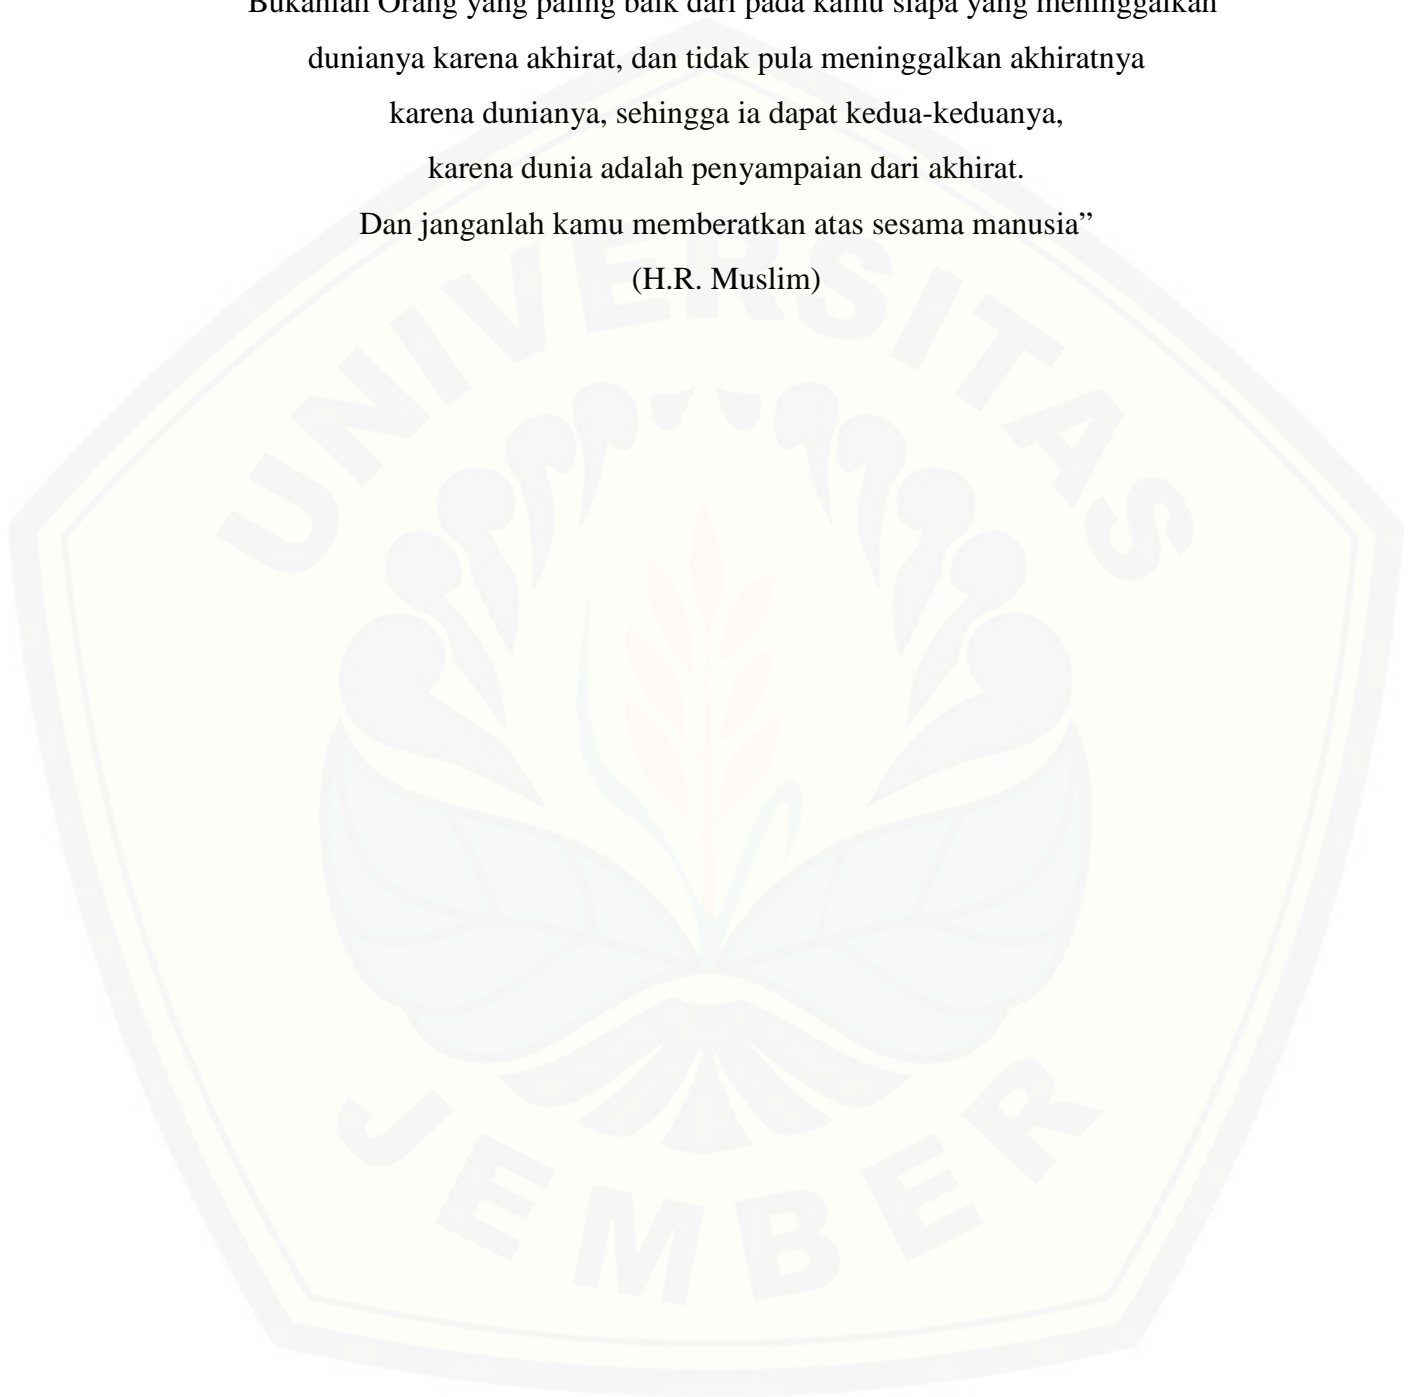 Bukanlah Orang yang paling baik dari pada kamu siapa yang meninggalkan
dunianya karena akhirat, dan tidak pula meninggalkan akhiratnya
karena dunianya, sehingga ia dapat kedua-keduanya,
karena dunia adalah penyampaian dari akhirat.
Dan janganlah kamu memberatkan atas sesama manusia”
(H.R. Muslim)
UNIVERSITAS
JEMBER